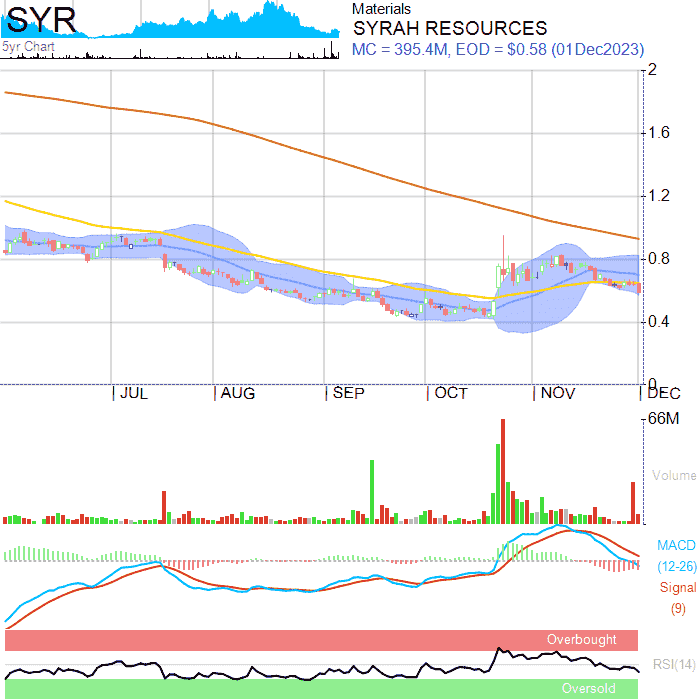 SYR
Materials
SYRAH RESOURCES
5yr Chart
MC = 395.4M, EOD = $0.58 (01Dec2023)
2
1.6
1.2
0.8
0.4
0
JUL AUG SEP OCT NOV DEC
66M
Volume
MACD
(12-26)
Signal
(9)
Overbought
RSI(14)
Oversold